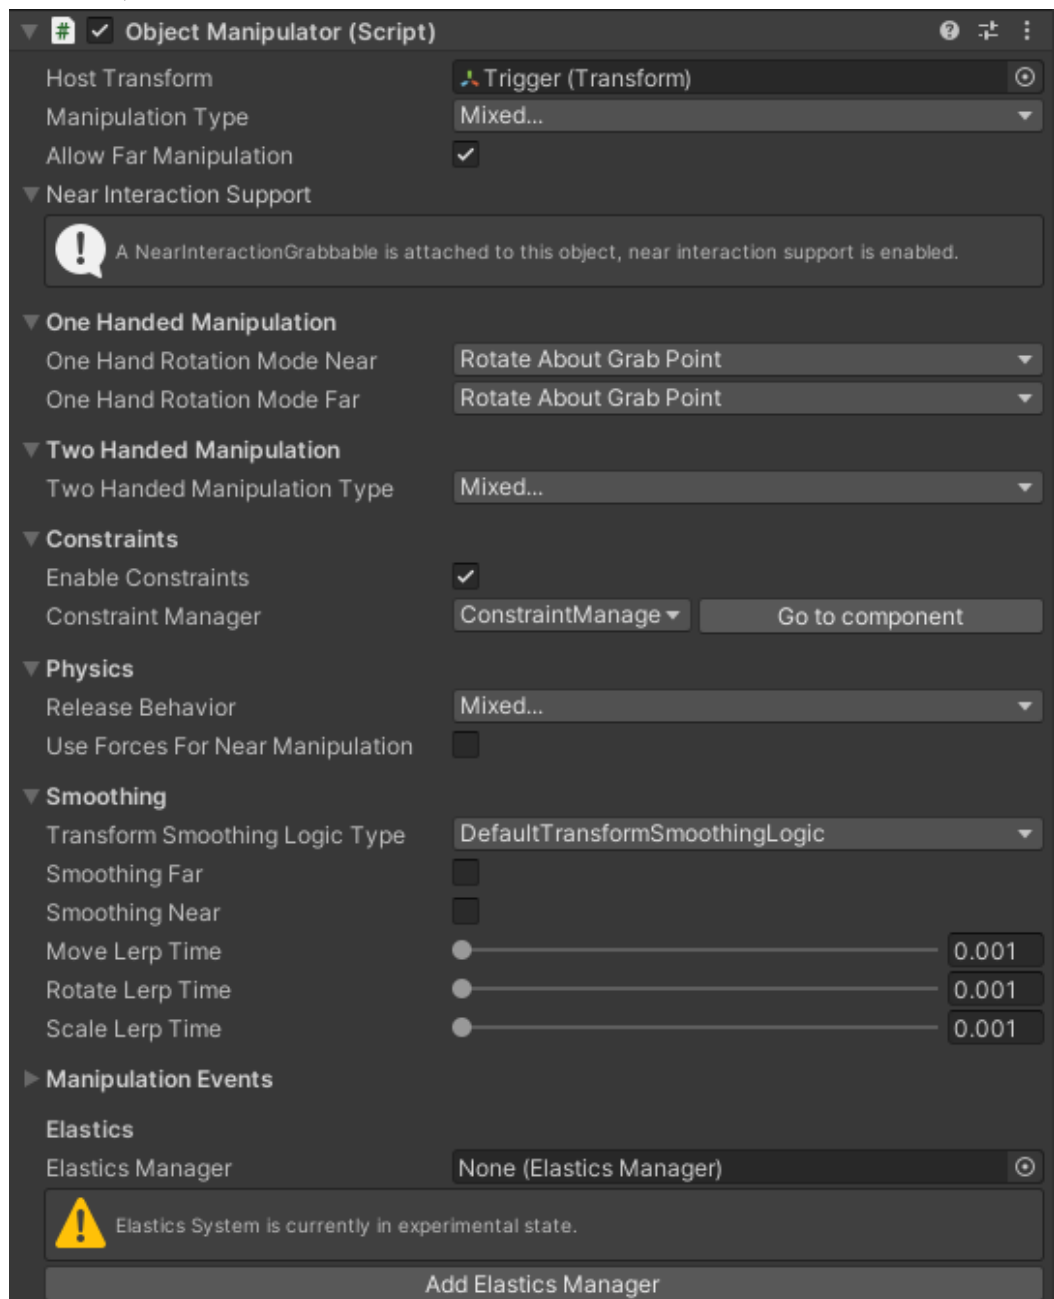 # Object Manipulator (Script)
Host Transform Trigger (Transform)
Manipulation Type Mixed...
Allow Far Manipulation
Near Interaction Support
A NearInteractionGrabbable is attached to this object, near interaction support is enabled.
One Handed Manipulation
One Hand Rotation Mode Near Rotate About Grab Point
One Hand Rotation Mode Far Rotate About Grab Point
Two Handed Manipulation
Two Handed Manipulation Type Mixed...
Constraints
Enable Constraints
Constraint Manager ConstraintManage Go to component
Physics
Release Behavior Mixed...
Use Forces For Near Manipulation
Smoothing
Transform Smoothing Logic Type DefaultTransformSmoothingLogic
Smoothing Far
Smoothing Near
Move Lerp Time 0.001
Rotate Lerp Time 0.001
Scale Lerp Time 0.001
Manipulation Events
Elastics
Elastics Manager None (Elastics Manager)
Elastics System is currently in experimental state.
Add Elastics Manager